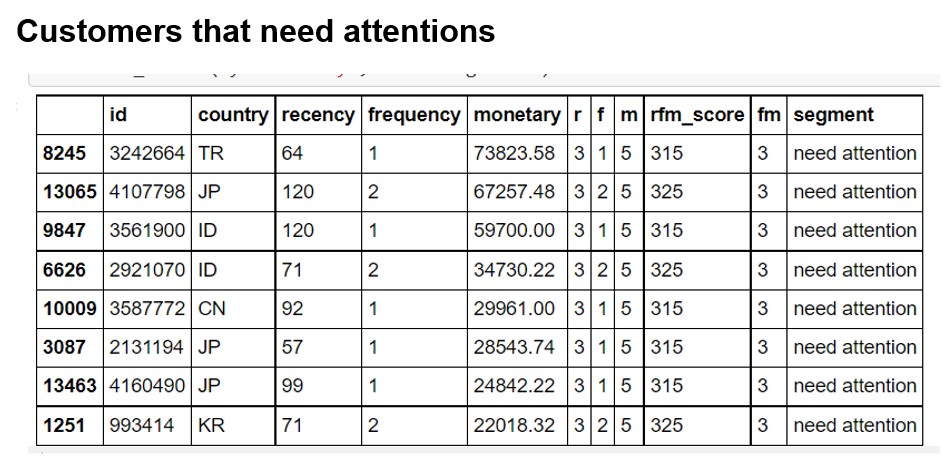 Customers that need attentions
id country recency frequency monetary r f m rfm_score fm segment
8245 3242664 TR 64 1 73823.58 3 1 5 315 3 need attention
13065 4107798 JP 120 2 67257.48 3 2 5 325 3 need attention
9847 3561900 ID 120 1 59700.00 3 1 5 315 3 need attention
6626 2921070 ID 71 2 34730.22 3 2 5 325 3 need attention
10009 3587772 CN 92 1 29961.00 3 1 5 315 3 need attention
3087 2131194 JP 57 1 28543.74 3 1 5 315 3 need attention
13463 4160490 JP 99 1 24842.22 3 1 5 315 3 need attention
1251 993414 KR 71 2 22018.32 3 2 5 325 3 need attention